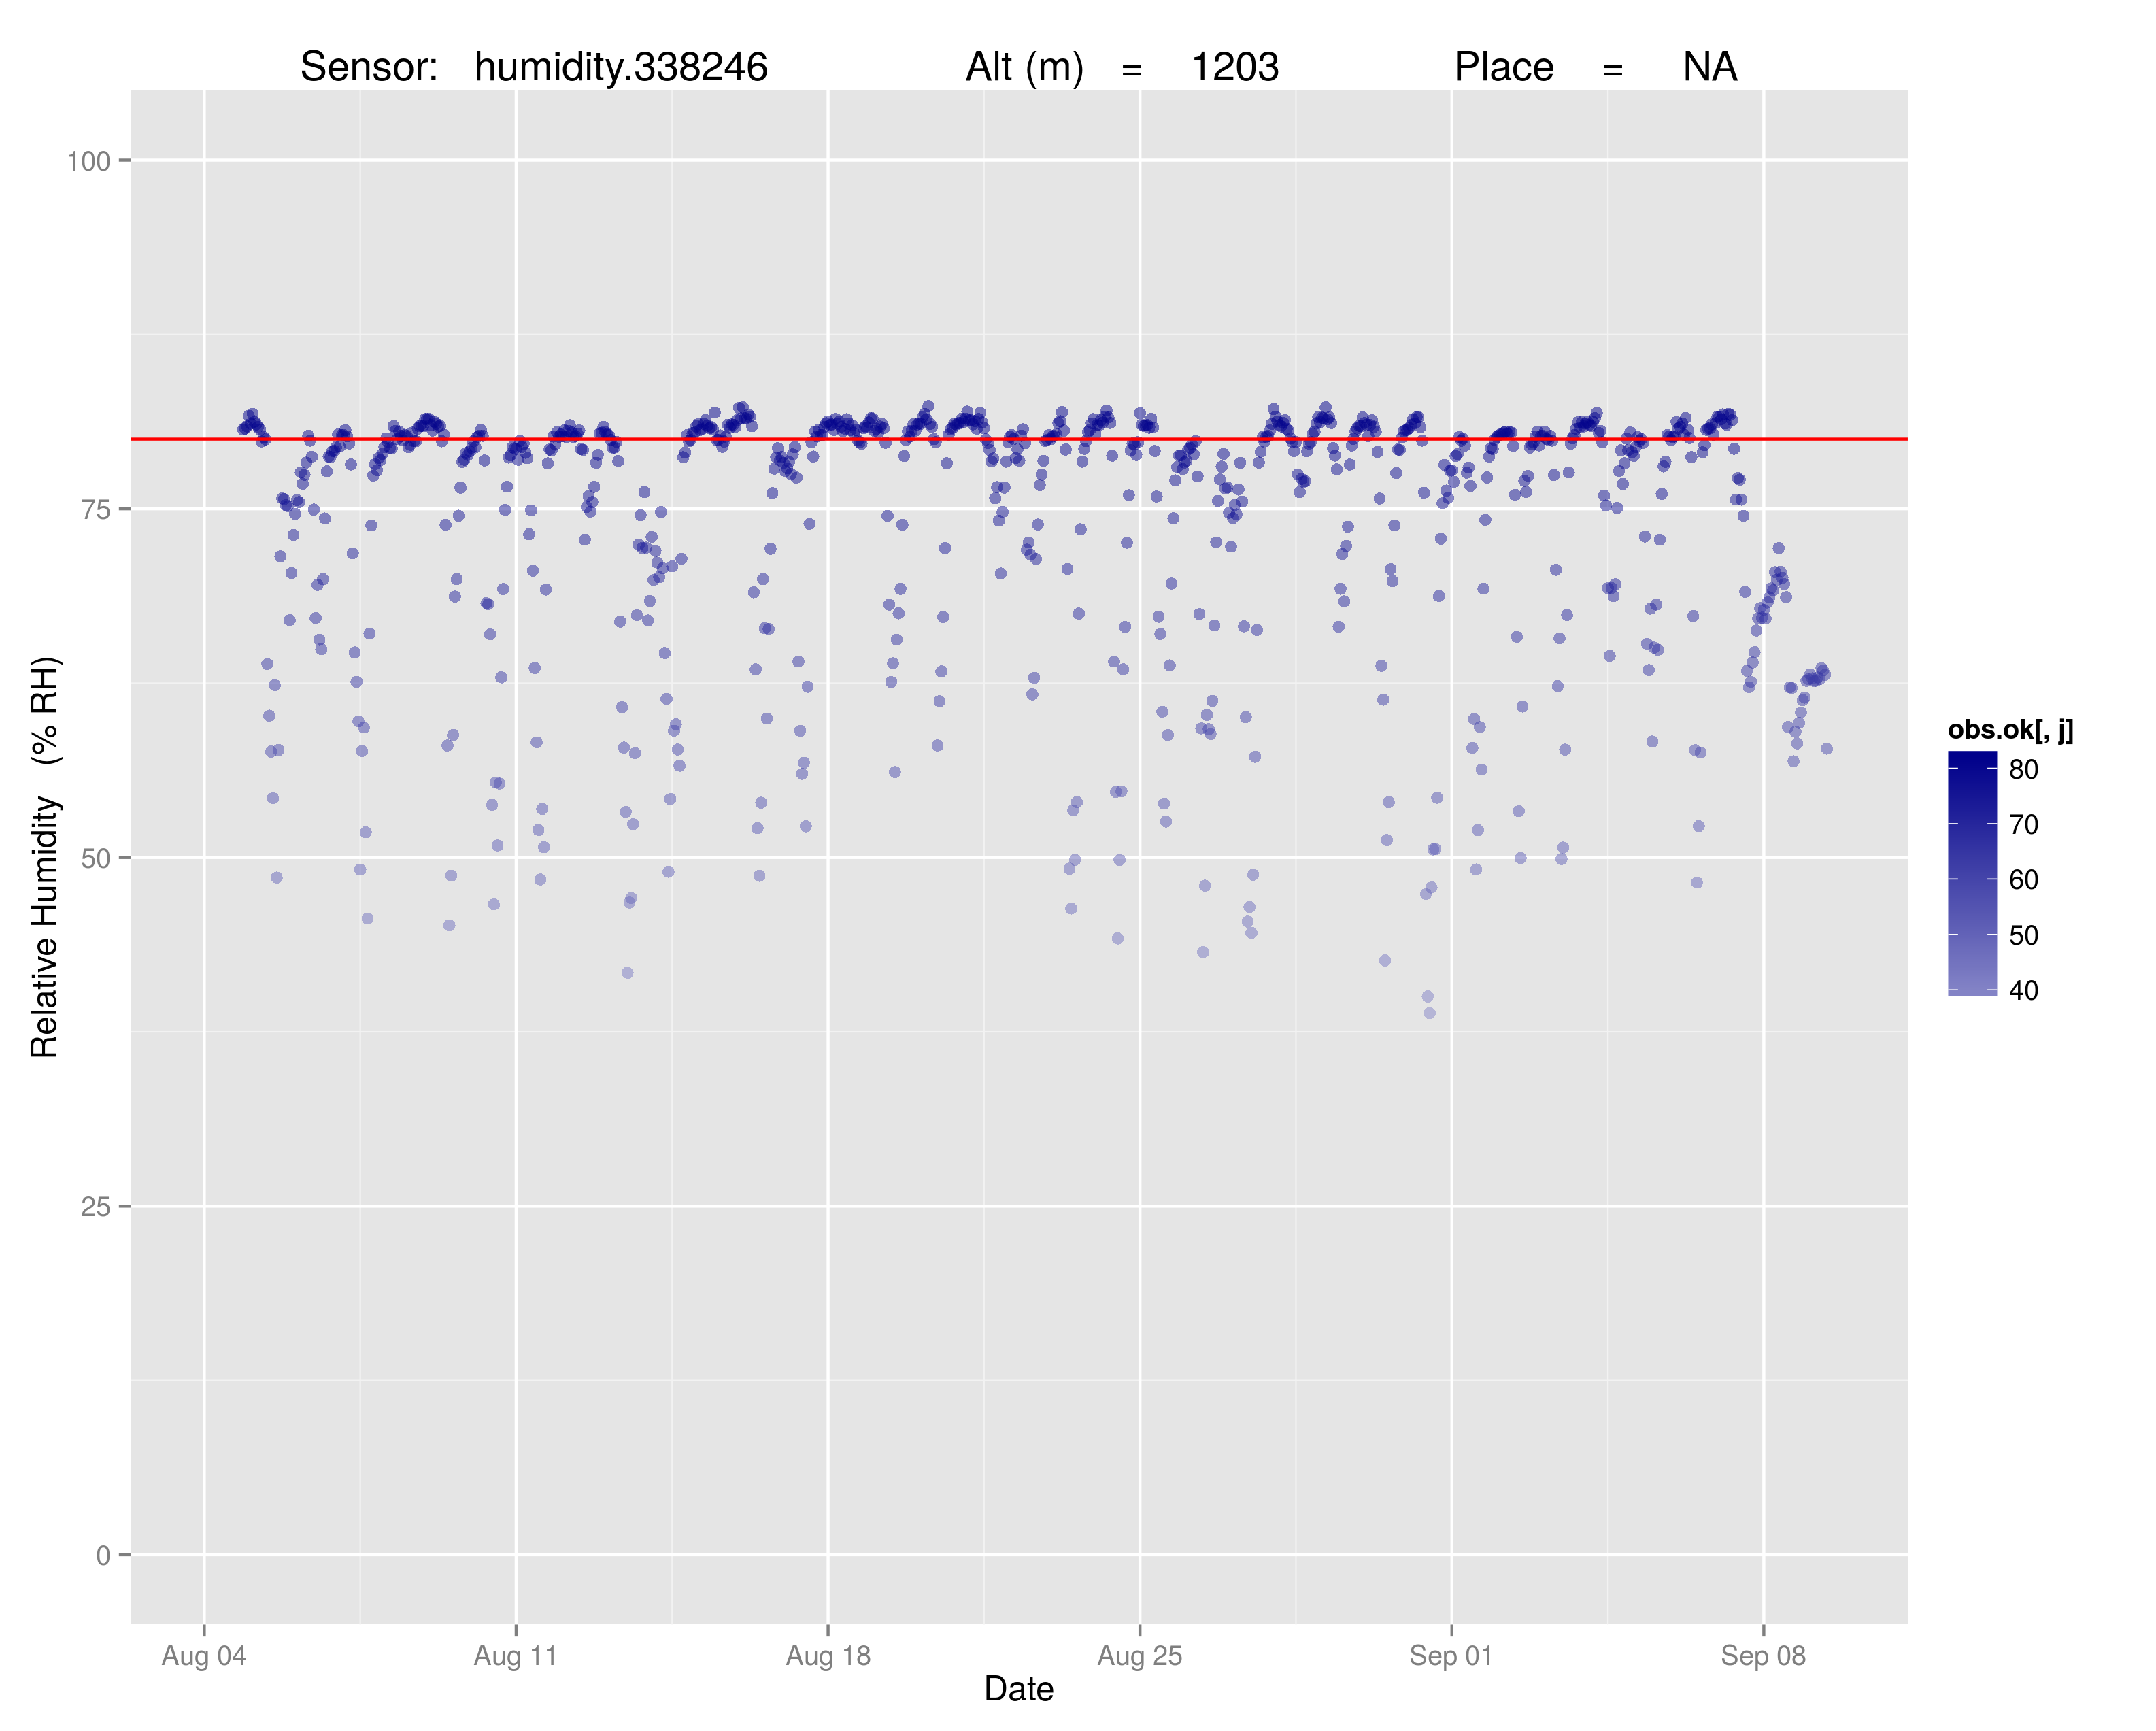 Sensor: humidity.338246 Alt (m) = 1203 Place = NA
100
75
50
25
0
Relative Humidity (% RH)
Aug 04 Aug 11 Aug 18 Aug 25 Sep 01 Sep 08
Date
obs.ok[, j]
80
70
60
50
40